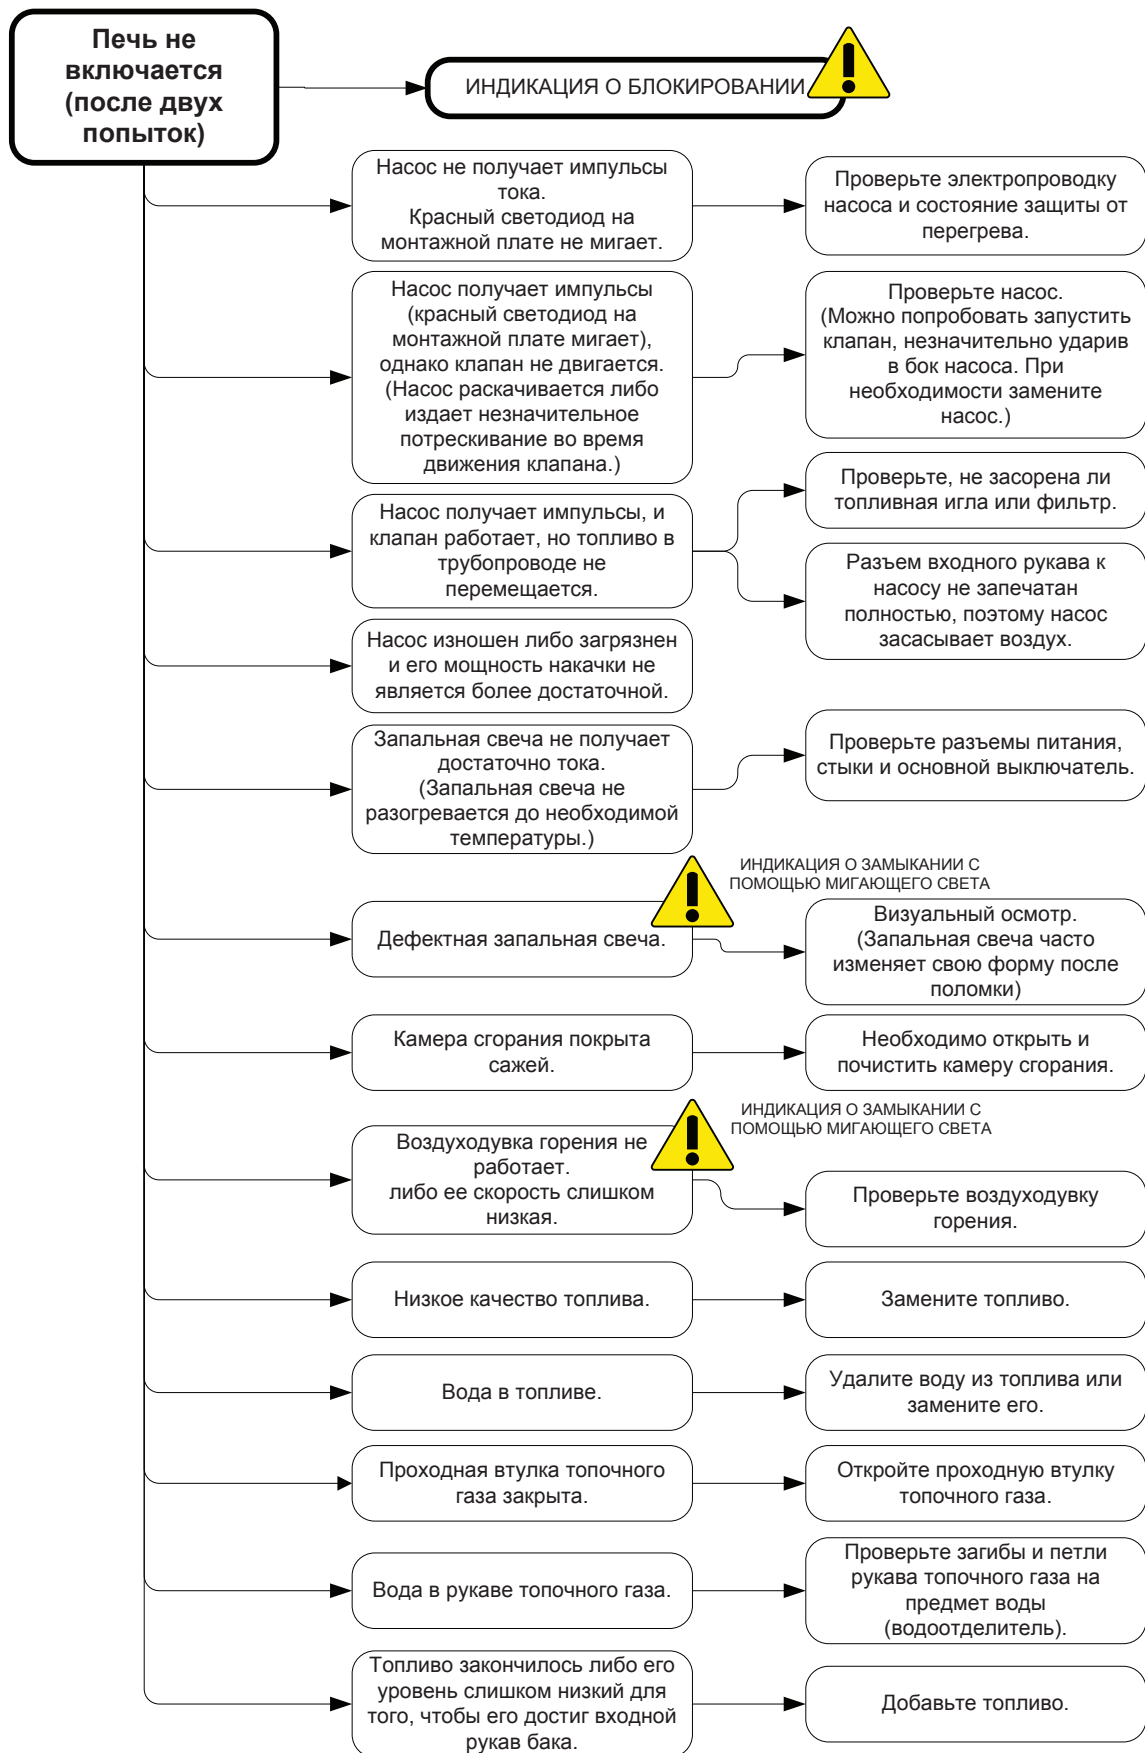 Печь не
включается
(после двух
попыток)
ИНДИКАЦИЯ О БЛОКИРОВАНИИ
Насос не получает импульсы
тока.
Красный светодиод на
монтажной плате не мигает.
Проверьте электропроводку
насоса и состояние защиты от
перегрева.
Насос получает импульсы
(красный светодиод на
монтажной плате мигает),
однако клапан не двигается.
(Насос раскачивается либо
издает незначительное
потрескивание во время
движения клапана.)
Проверьте насос.
(Можно попробовать запустить
клапан, незначительно ударив
в бок насоса. При
необходимости замените
насос.)
Насос получает импульсы, и
клапан работает, но топливо в
трубопроводе не
перемещается.
Проверьте, не засорена ли
топливная игла или фильтр.
Разъем входного рукава к
насосу не запечатан
полностью, поэтому насос
засасывает воздух.
Насос изношен либо загрязнен
и его мощность накачки не
является более достаточной.
Запальная свеча не получает
достаточно тока.
(Запальная свеча не
разогревается до необходимой
температуры.)
Проверьте разъемы питания,
стыки и основной выключатель.
ИНДИКАЦИЯ О ЗАМЫКАНИИ С
ПОМОЩЬЮ МИГАЮЩЕГО СВЕТА
Дефектная запальная свеча.
Визуальный осмотр.
(Запальная свеча часто
изменяет свою форму после
поломки)
Камера сгорания покрыта
сажей.
Необходимо открыть и
почистить камеру сгорания.
ИНДИКАЦИЯ О ЗАМЫКАНИИ С
ПОМОЩЬЮ МИГАЮЩЕГО СВЕТА
Воздуходувка горения не
работает.
либо ее скорость слишком
низкая.
Проверьте воздуходувку
горения.
Низкое качество топлива.
Замените топливо.
Вода в топливе.
Удалите воду из топлива или
замените его.
Проходная втулка топочного
газа закрыта.
Откройте проходную втулку
топочного газа.
Вода в рукаве топочного газа.
Проверьте загибы и петли
рукава топочного газа на
предмет воды
(водоотделитель).
Топливо закончилось либо его
уровень слишком низкий для
того, чтобы его достиг входной
рукав бака.
Добавьте топливо.